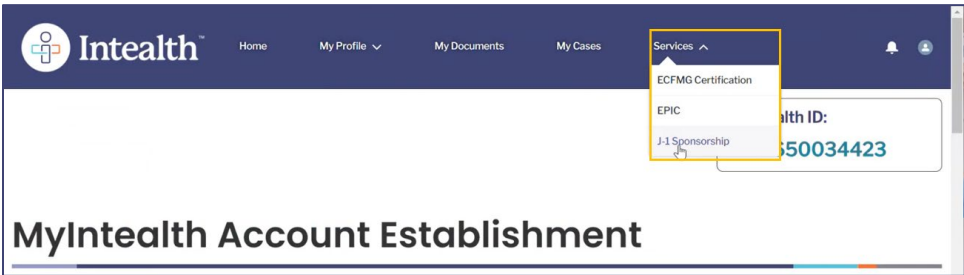 Intealth™
Home My Profile My Documents My Cases Services
ECFMG Certification
EPIC
alth ID:
J-1 Sponsorship
50034423
MyIntealth Account Establishment